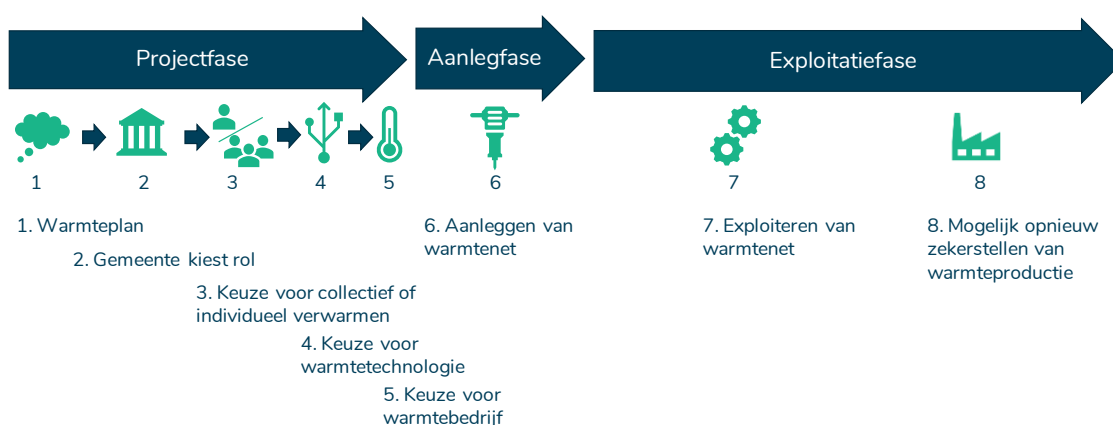 Projectfase
Aanlegfase
Exploitatiefase
1
2
3
4
5
6
7
8
1. Warmteplan
2. Gemeente kiest rol
3. Keuze voor collectief of
individueel verwarmen
4. Keuze voor
warmtetechnologie
5. Keuze voor
warmtebedrijf
6. Aanleggen van
warmtenet
7. Exploiteren van
warmtenet
8. Mogelijk opnieuw
zekerstellen van
warmteproductie